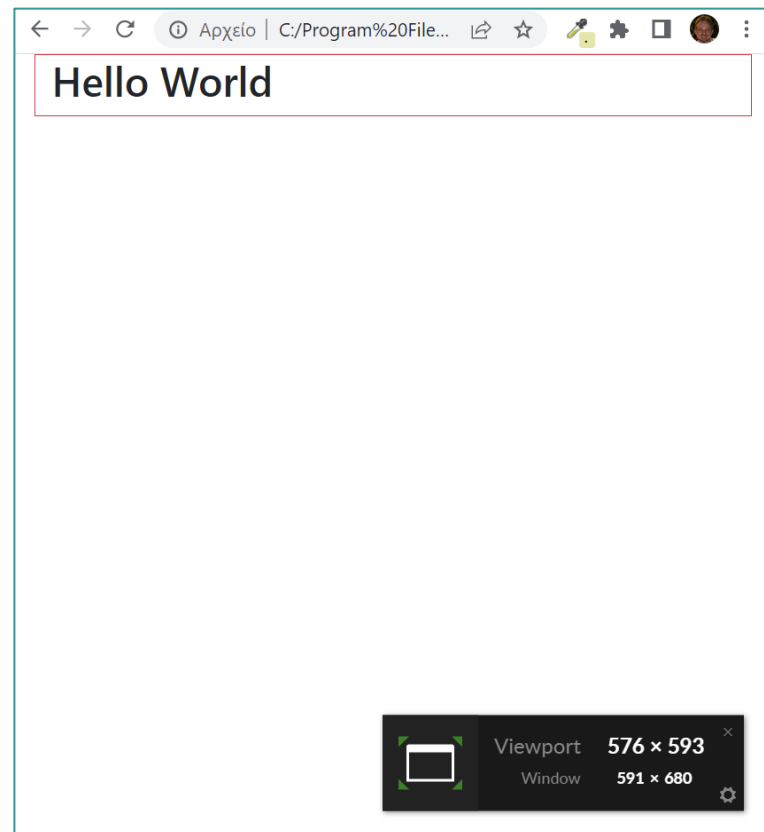 Αρχείο | C:/Program%20File...
Hello World
Viewport 576 × 593
Window 591 × 680